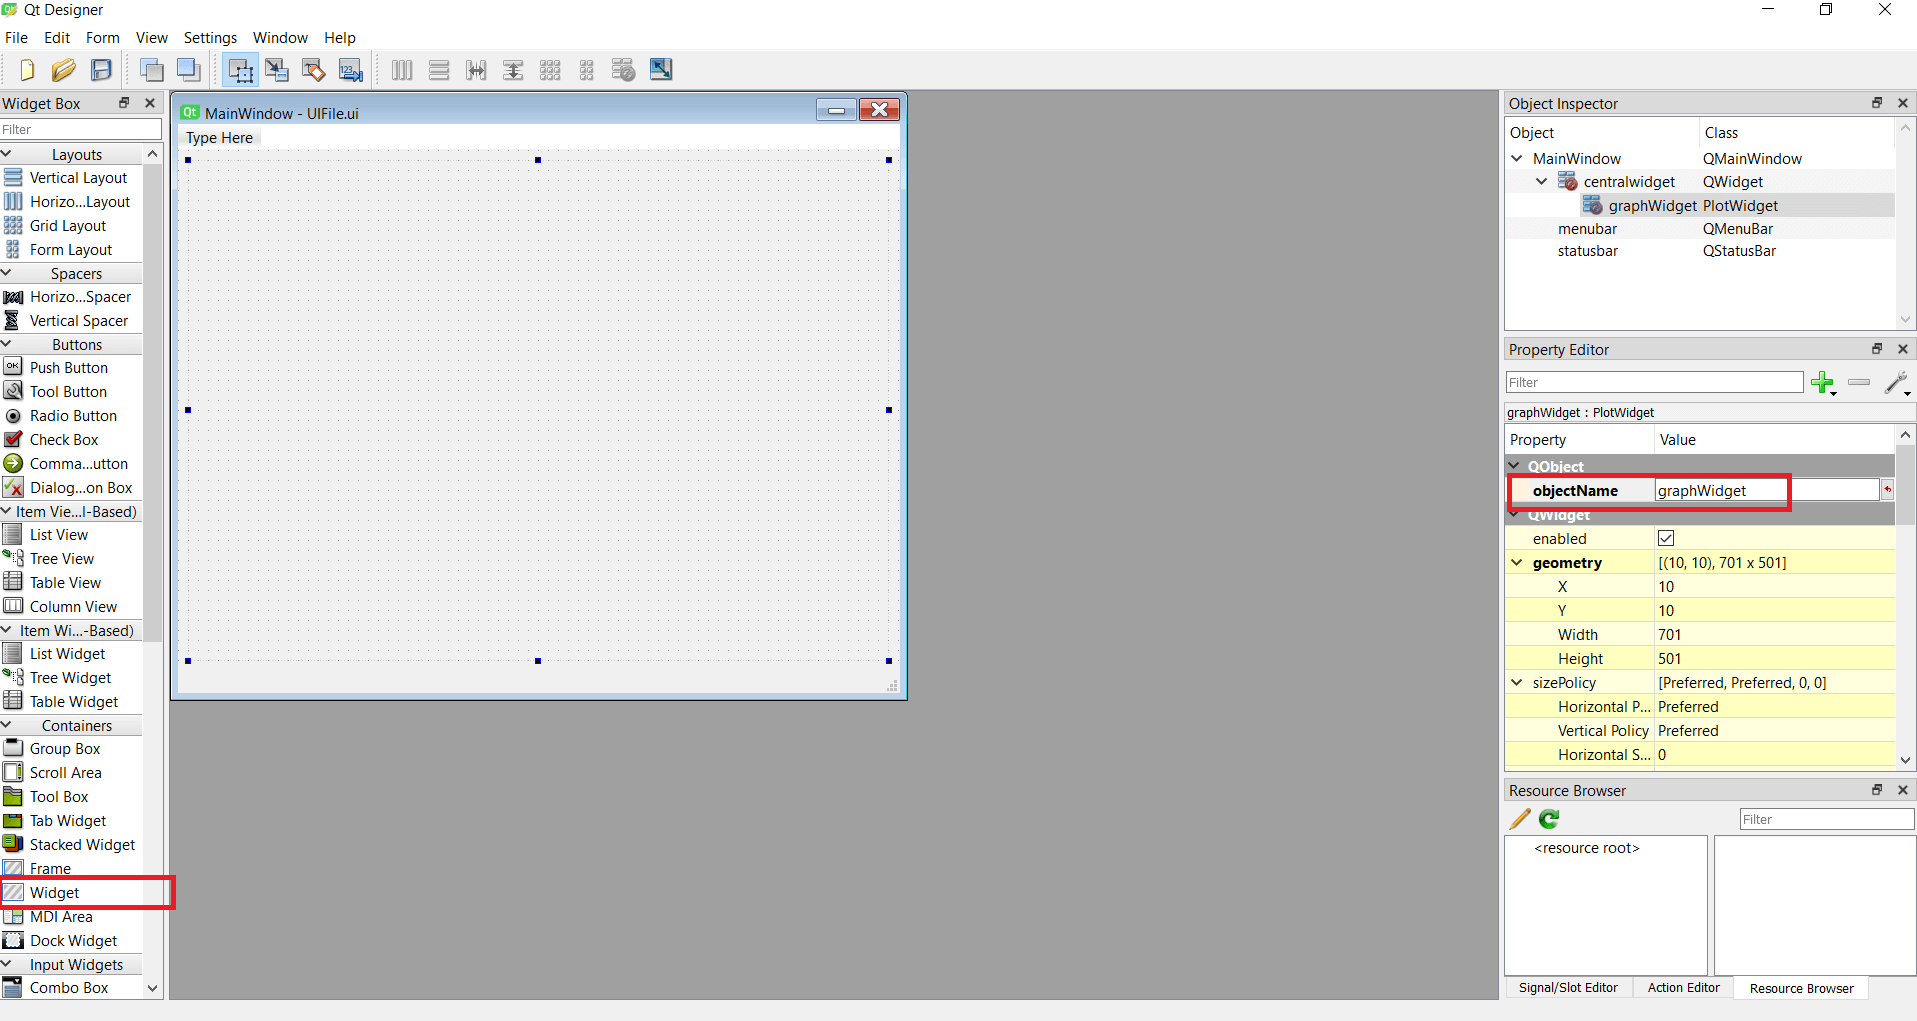 Qt Designer
File Edit Form View Settings Window Help
Widget Box
Filter
Layouts
Vertical Layout
Horizo...Layout
Grid Layout
Form Layout
Spacers
Horizo...Spacer
Vertical Spacer
Buttons
OK Push Button
Tool Button
Radio Button
Check Box
Comma...utton
Dialog...on Box
Item Vie...l-Based)
List View
Tree View
Table View
Column View
Item Wi...-Based)
List Widget
Tree Widget
Table Widget
Containers
Group Box
Scroll Area
Tool Box
Tab Widget
Stacked Widget
Frame
Widget
MDI Area
Dock Widget
Input Widgets
Combo Box
123
Qt MainWindow - UIFile.ui
Type Here
Object Inspector
Object Class
MainWindow QMainWindow
centralwidget QWidget
graphWidget PlotWidget
menubar QMenuBar
statusbar QStatusBar
Property Editor
Filter
graphWidget : PlotWidget
Property Value
QObject
objectName graphWidget
QWidget
enabled
geometry [(10, 10), 701 x 501]
X 10
Y 10
Width 701
Height 501
sizePolicy [Preferred, Preferred, 0, 0]
Horizontal P... Preferred
Vertical Policy Preferred
Horizontal S... 0
Resource Browser
Filter
<resource root>
Signal/Slot Editor Action Editor Resource Browser